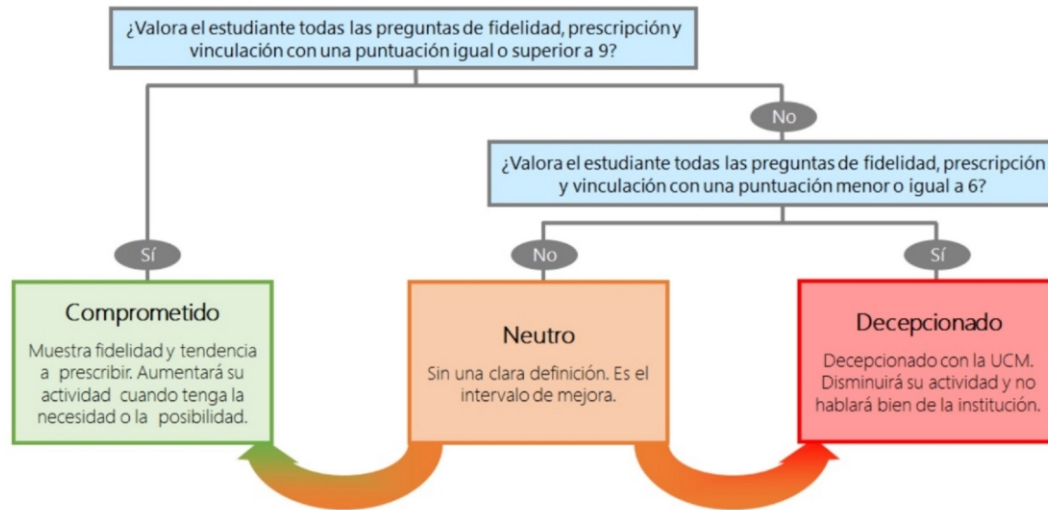 ¿Valora el estudiante todas las preguntas de fidelidad, prescripción y
vinculación con una puntuación igual o superior a 9?
No
¿Valora el estudiante todas las preguntas de fidelidad, prescripción
y vinculación con una puntuación menor o igual a 6?
Sí
No
Sí
Comprometido
Muestra fidelidad y tendencia
a prescribir. Aumentará su
actividad cuando tenga la
necesidad o la posibilidad.
Neutro
Sin una clara definición. Es el
intervalo de mejora.
Decepcionado
Decepcionado con la UCM.
Disminuirá su actividad y no
hablará bien de la institución.